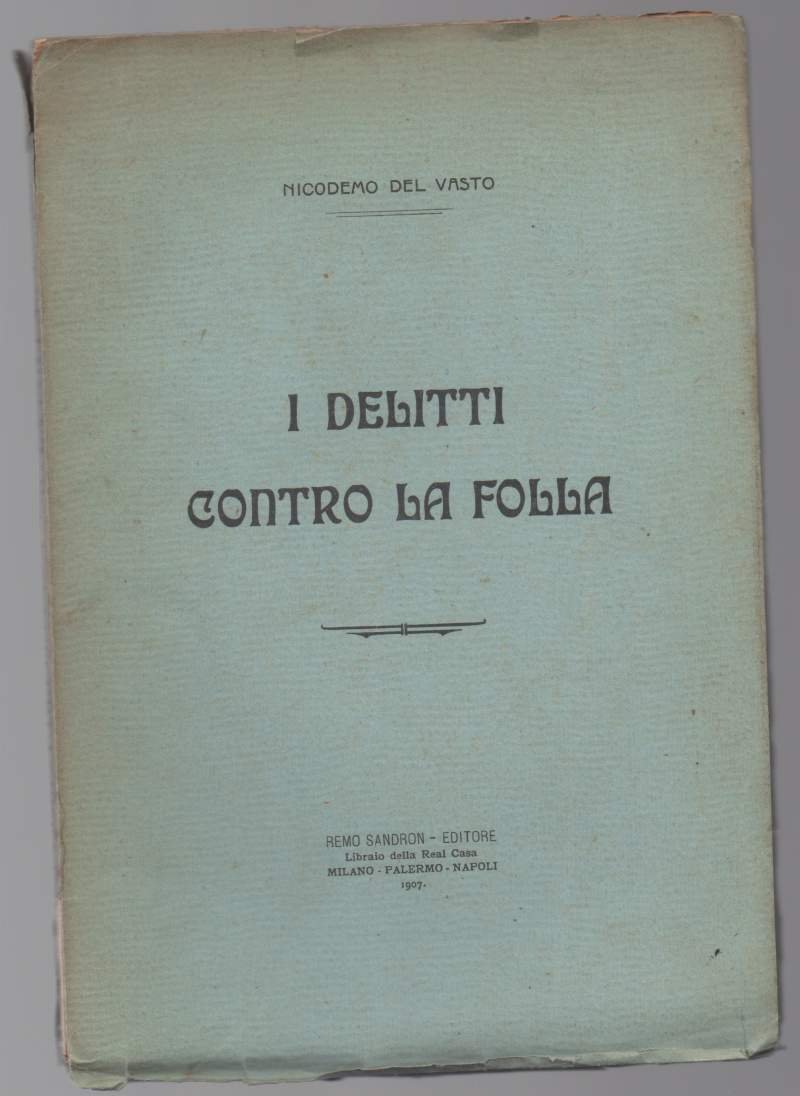 NICODEMO DEL VASTO
I DELITTI
CONTRO LA FOLLA
REMO SANDRON - EDITORE
Libraio della Real Casa
MILANO - PALERMO - NAPOLI
1907.